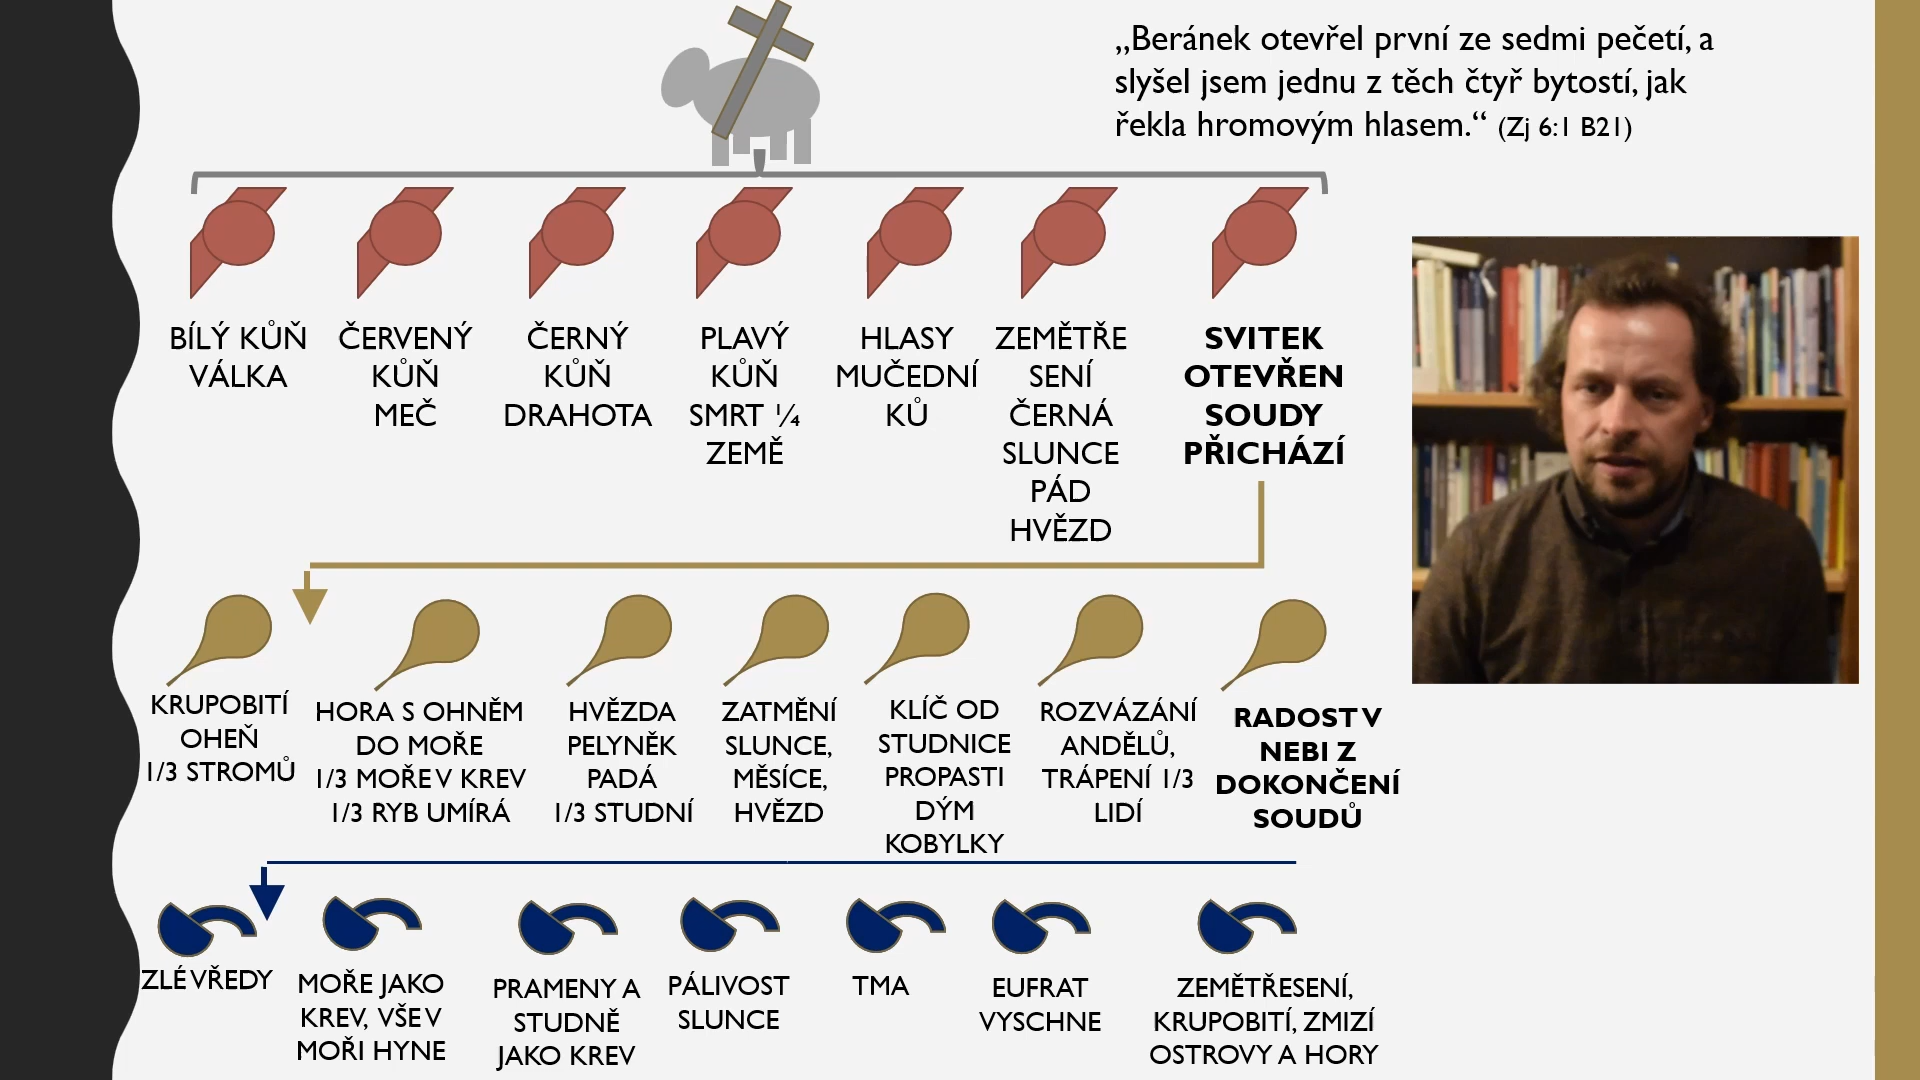 „Beránek otevřel první ze sedmi pečetí, a
slyšel jsem jednu z těch čtyř bytostí, jak
řekla hromovým hlasem.“ (Zj 6:1 B21)
BÍLÝ KŮŇ
VÁLKA
ČERVENÝ
KŮŇ
MEČ
ČERNÝ
KŮŇ
DRAHOTA
PLAVÝ
KŮŇ
SMRT ¼
ZEMĚ
HLASY
MUČEDNÍ
KŮ
ZEMĚTŘE
SENÍ
ČERNÁ
SLUNCE
PÁD
HVĚZD
SVITEK
OTEVŘEN
SOUDY
PŘICHÁZÍ
KRUPOBITÍ
OHEŇ
1/3 STROMŮ
HORA S OHNĚM
DO MOŘE
1/3 MOŘE V KREV
1/3 RYB UMÍRÁ
HVĚZDA
PELYNĚK
PADÁ
1/3 STUDNÍ
ZATMĚNÍ
SLUNCE,
MĚSÍCE,
HVĚZD
KLÍČ OD
STUDNICE
PROPASTI
DÝM
KOBYLKY
ROZVÁZÁNÍ
ANDĚLŮ,
TRÁPENÍ 1/3
LIDÍ
RADOST V
NEBI Z
DOKONČENÍ
SOUDŮ
ZLÉ VŘEDY
MOŘE JAKO
KREV, VŠE V
MOŘI HYNE
PRAMENY A
STUDNĚ
JAKO KREV
PÁLIVOST
SLUNCE
TMA
EUFRAT
VYSCHNE
ZEMĚTŘESENÍ,
KRUPOBITÍ, ZMIZÍ
OSTROVY A HORY